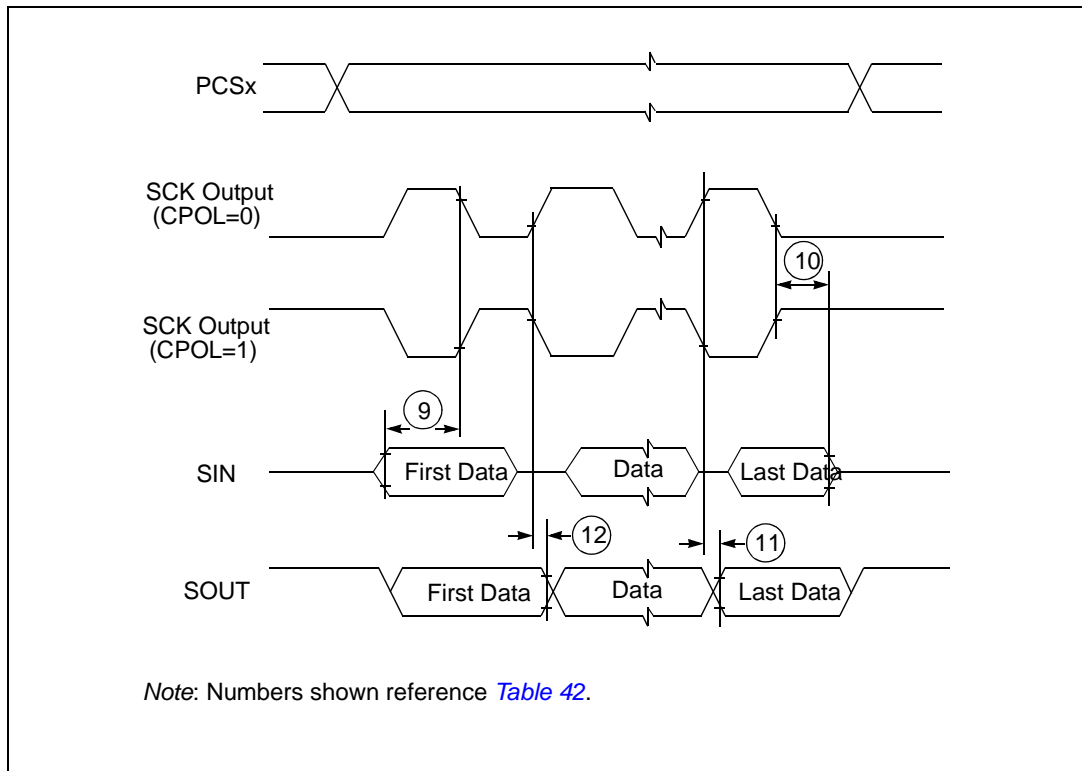 PCSx
SCK Output
(CPOL=0)
10
SCK Output
(CPOL=1)
9
SIN
First Data
Data
Last Data
12
11
SOUT
First Data
Data
Last Data
Note: Numbers shown reference Table 42.